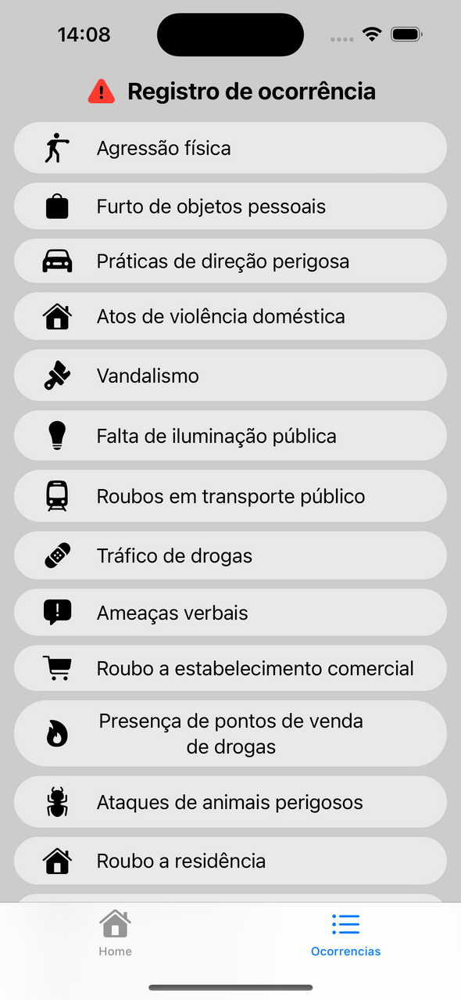 14:08
Registro de ocorrência
Agressão física
Furto de objetos pessoais
Práticas de direção perigosa
Atos de violência doméstica
Vandalismo
Falta de iluminação pública
Roubos em transporte público
Tráfico de drogas
Ameaças verbais
Roubo a estabelecimento comercial
Presença de pontos de venda
de drogas
Ataques de animais perigosos
Roubo a residência
Home
Ocorrencias